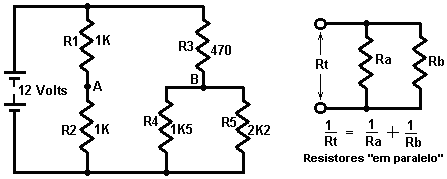 R1 1K
R3 470
12 Volts
A
B
R2 1K
R4 1K5
R5 2K2
Rt
Ra
Rb
1/Rt = 1/Ra + 1/Rb
Resistores "em paralelo"